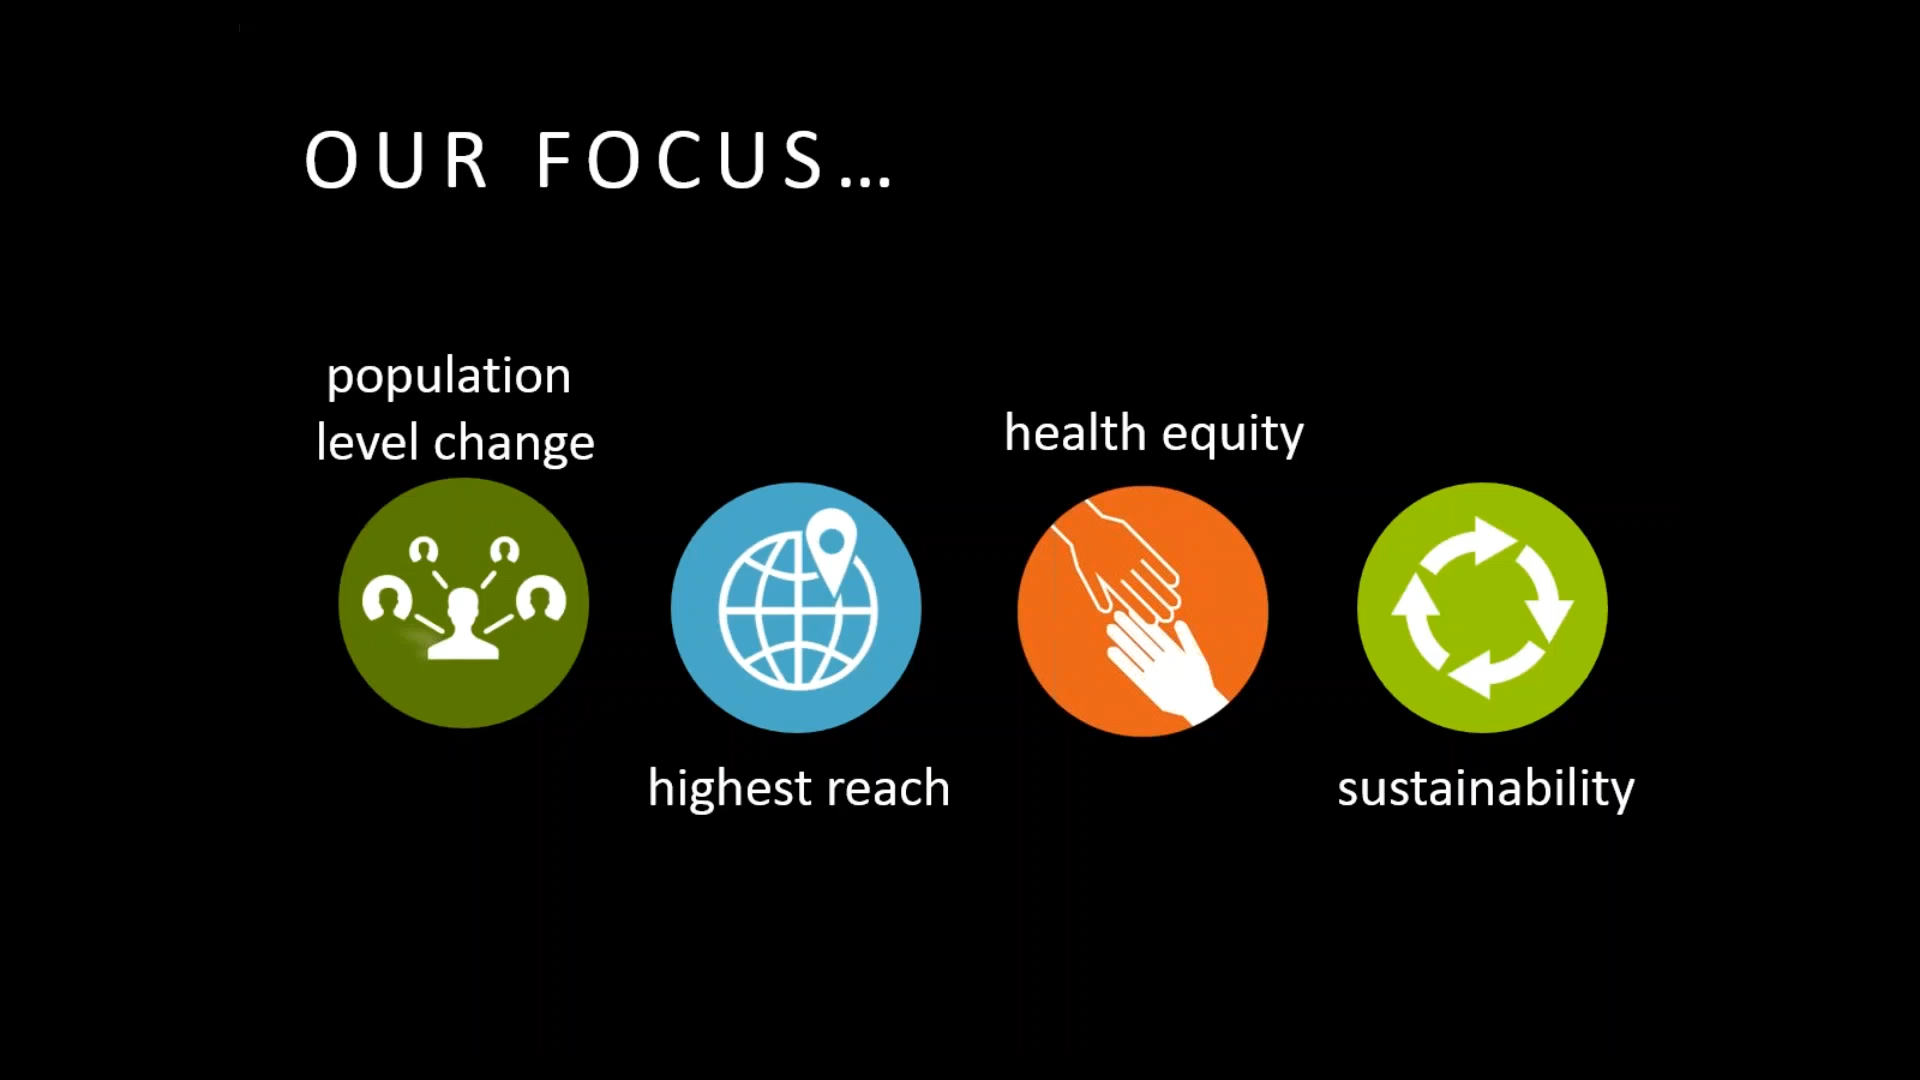 OUR FOCUS…
population
level change
highest reach
health equity
sustainability